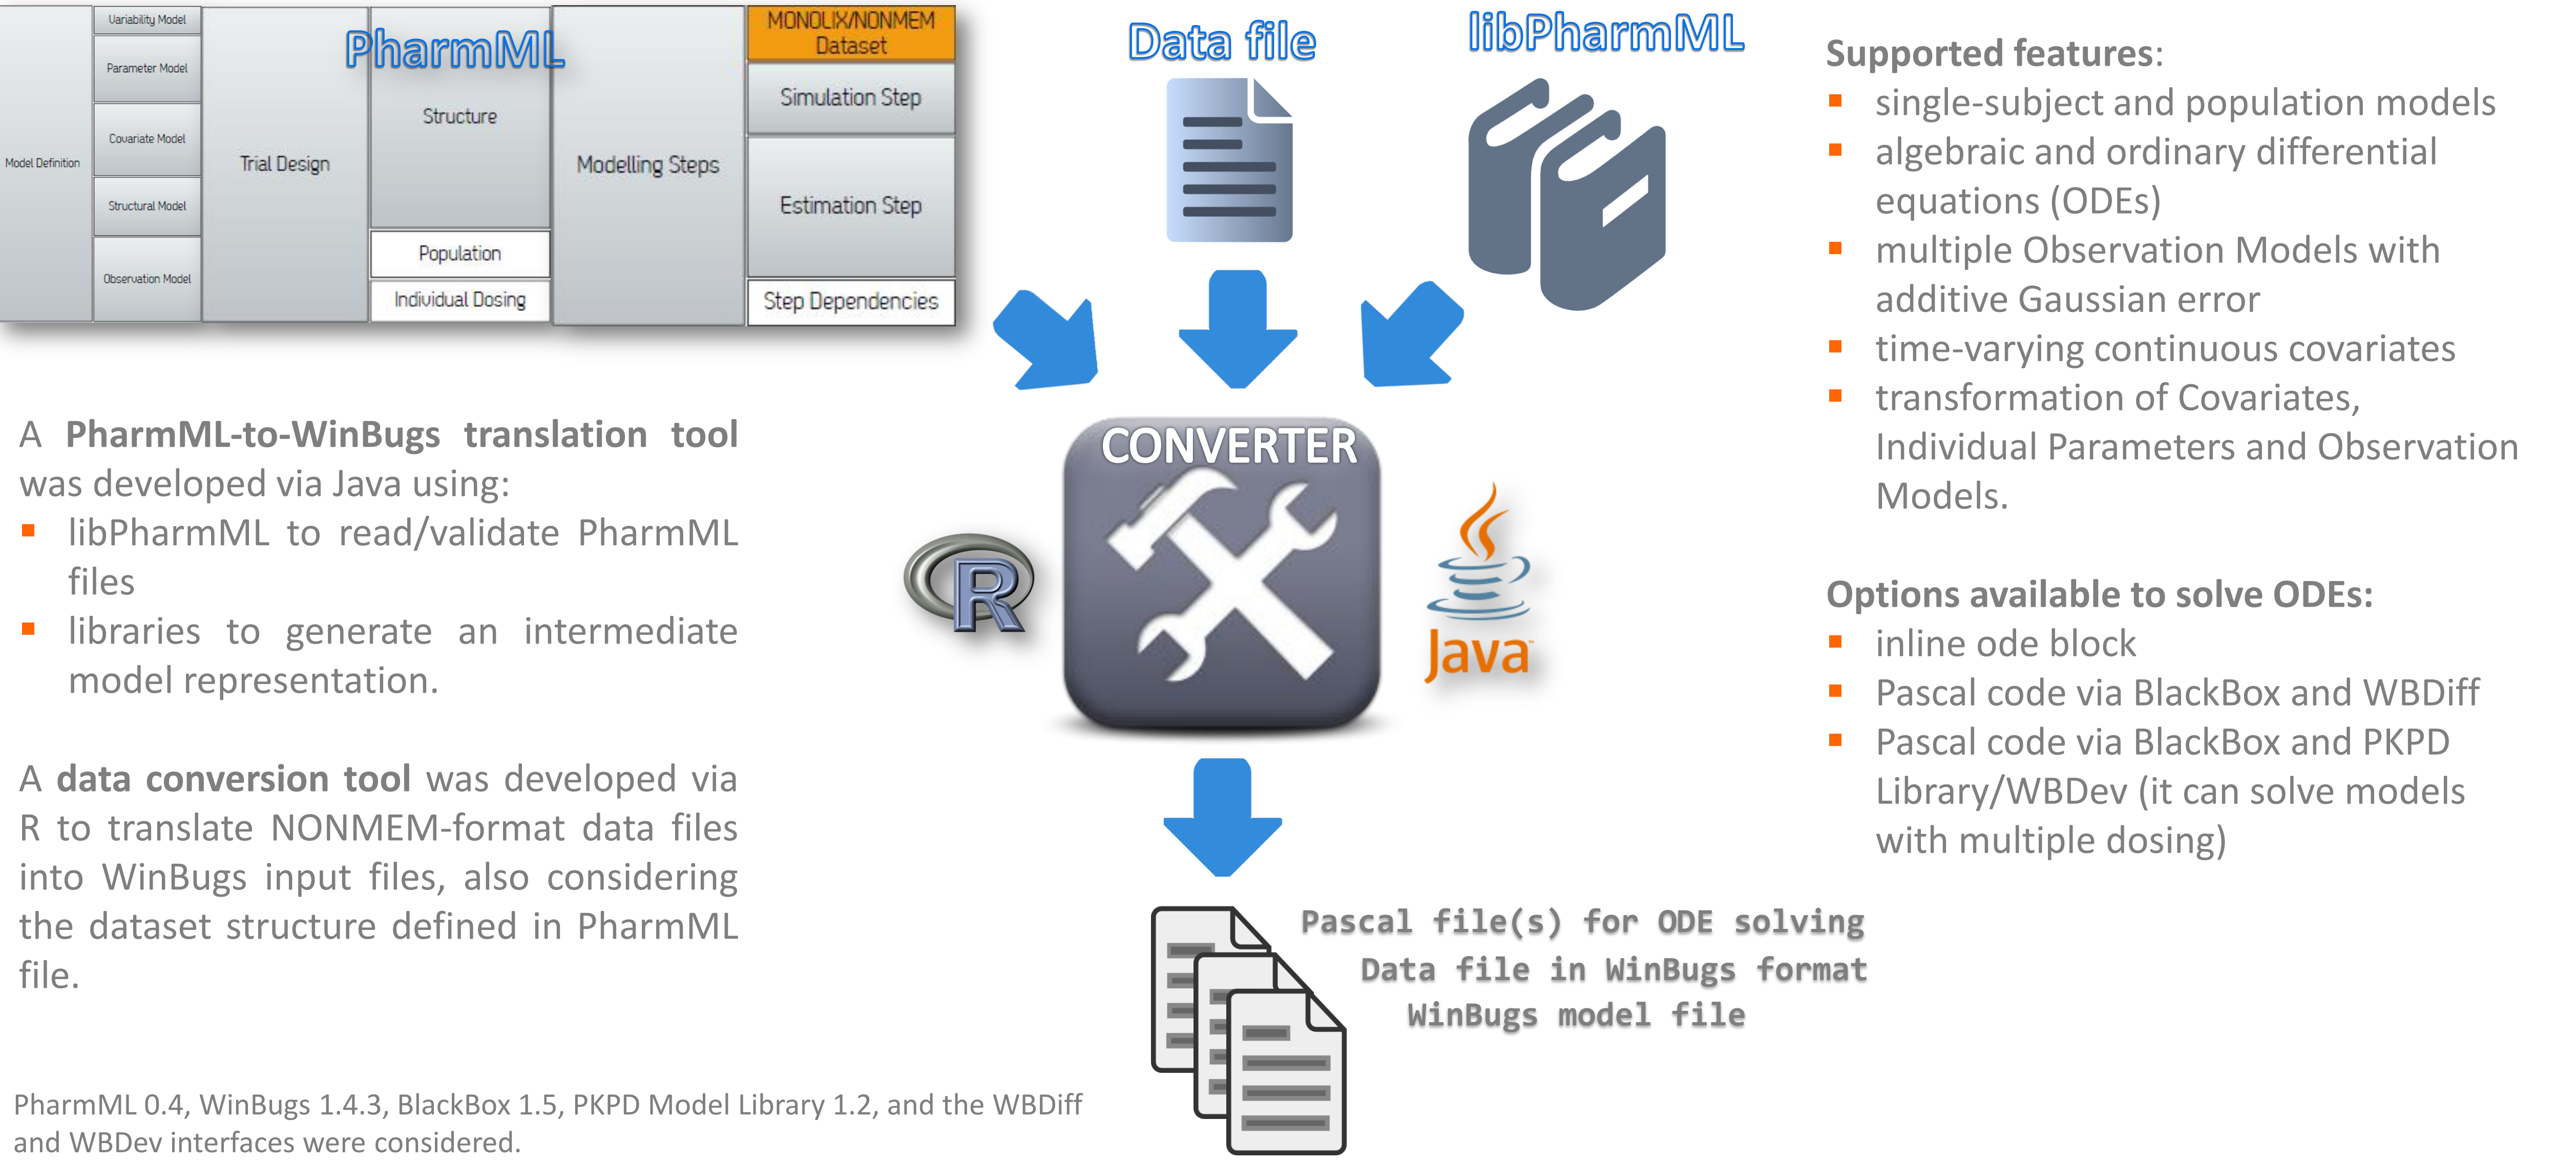 PharmML
Model Definition
Variability Model
Parameter Model
Covariate Model
Structural Model
Observation Model
Trial Design
Structure
Population
Individual Dosing
Modelling Steps
MONOLIX/NONMEM
Dataset
Simulation Step
Estimation Step
Step Dependencies
Data file
libPharmML
A PharmML-to-WinBugs translation tool
was developed via Java using:
▪ libPharmML to read/validate PharmML
files
▪ libraries to generate an intermediate
model representation.
A data conversion tool was developed via
R to translate NONMEM-format data files
into WinBugs input files, also considering
the dataset structure defined in PharmML
file.
CONVERTER
R
Java™
Pascal file(s) for ODE solving
Data file in WinBugs format
WinBugs model file
Supported features:
▪ single-subject and population models
▪ algebraic and ordinary differential
equations (ODEs)
▪ multiple Observation Models with
additive Gaussian error
▪ time-varying continuous covariates
▪ transformation of Covariates,
Individual Parameters and Observation
Models.
Options available to solve ODEs:
▪ inline ode block
▪ Pascal code via BlackBox and WBDiff
▪ Pascal code via BlackBox and PKPD
Library/WBDev (it can solve models
with multiple dosing)
PharmML 0.4, WinBugs 1.4.3, BlackBox 1.5, PKPD Model Library 1.2, and the WBDiff
and WBDev interfaces were considered.